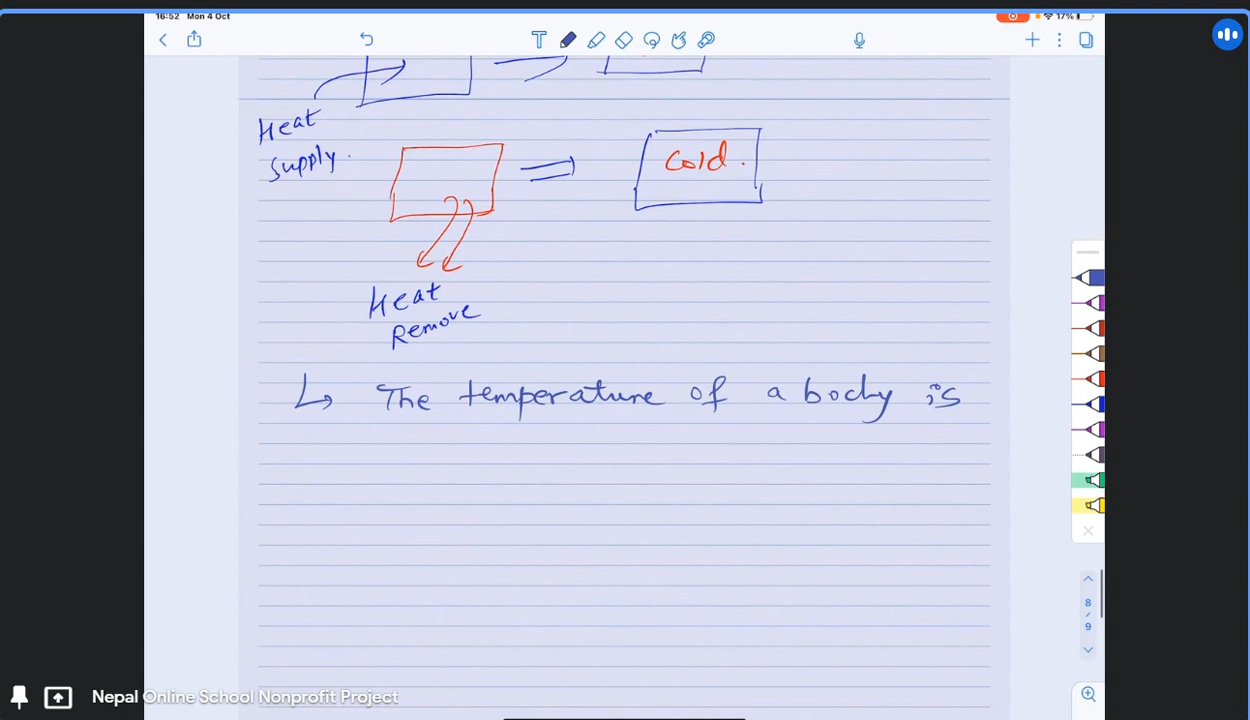 16:52 Mon 4 Oct
17%
Heat
Supply.
Cold.
Heat
Remove
↳ The temperature of a body is
8
/
9
Nepal Online School Nonprofit Project